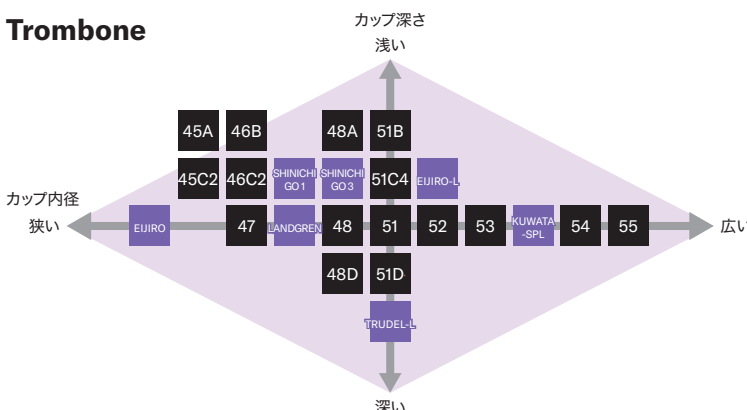 Trombone
カップ深さ
浅い
45A 46B 48A 51B
45C2 46C2 SHINICHI GO1 SHINICHI GO3 51C4 EIJIRO-L
カップ内径
狭い
EIJIRO 47 LANDGREN 48 51 52 53 KUWATA-SPL 54 55
広い
48D 51D
TRUDEL-L
深い